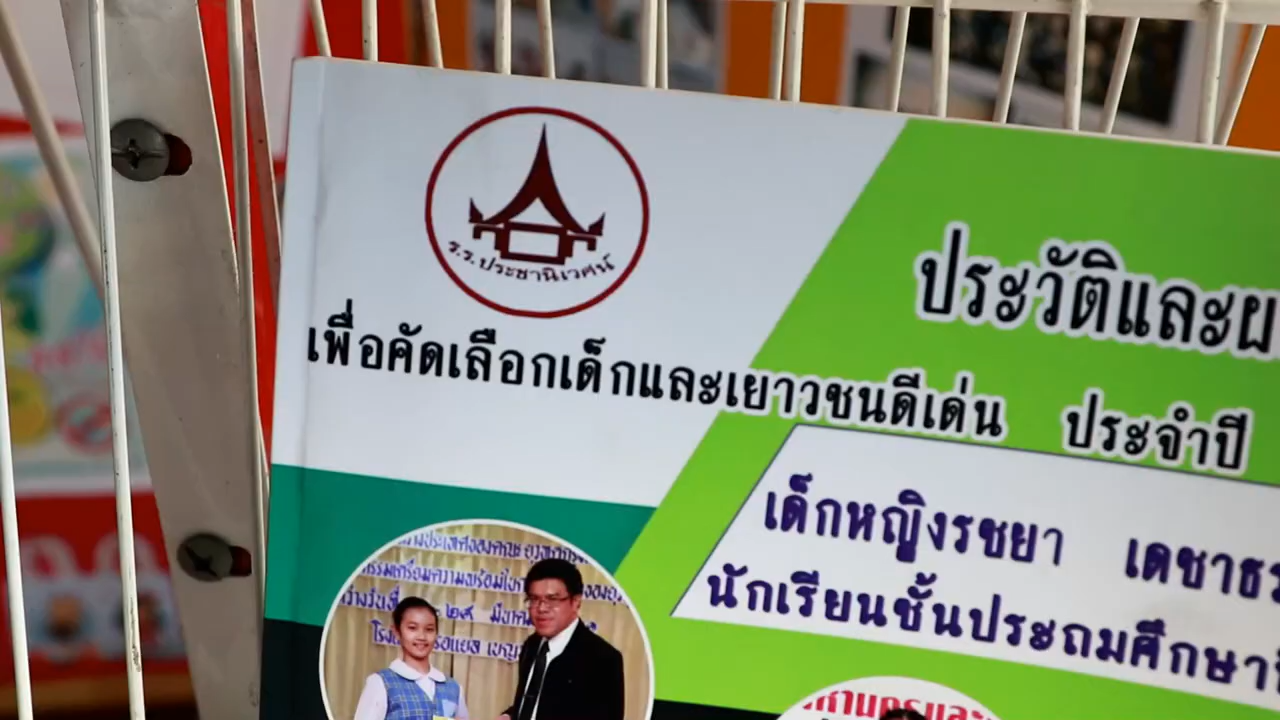 ร.ร.ประชานิเวศน์
ประวัติและผ
เพื่อคัดเลือกเด็กและเยาวชนดีเด่น ประจำปี
เด็กหญิงรชยา เดชาธร
นักเรียนชั้นประถมศึกษา